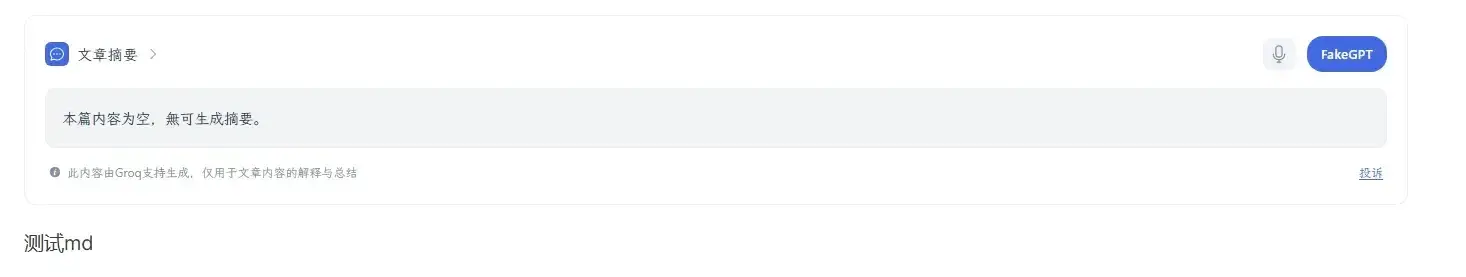 文章摘要
FakeGPT
本篇内容为空，無可生成摘要。
此内容由Groq支持生成，仅用于文章内容的解释与总结
投诉
测试md